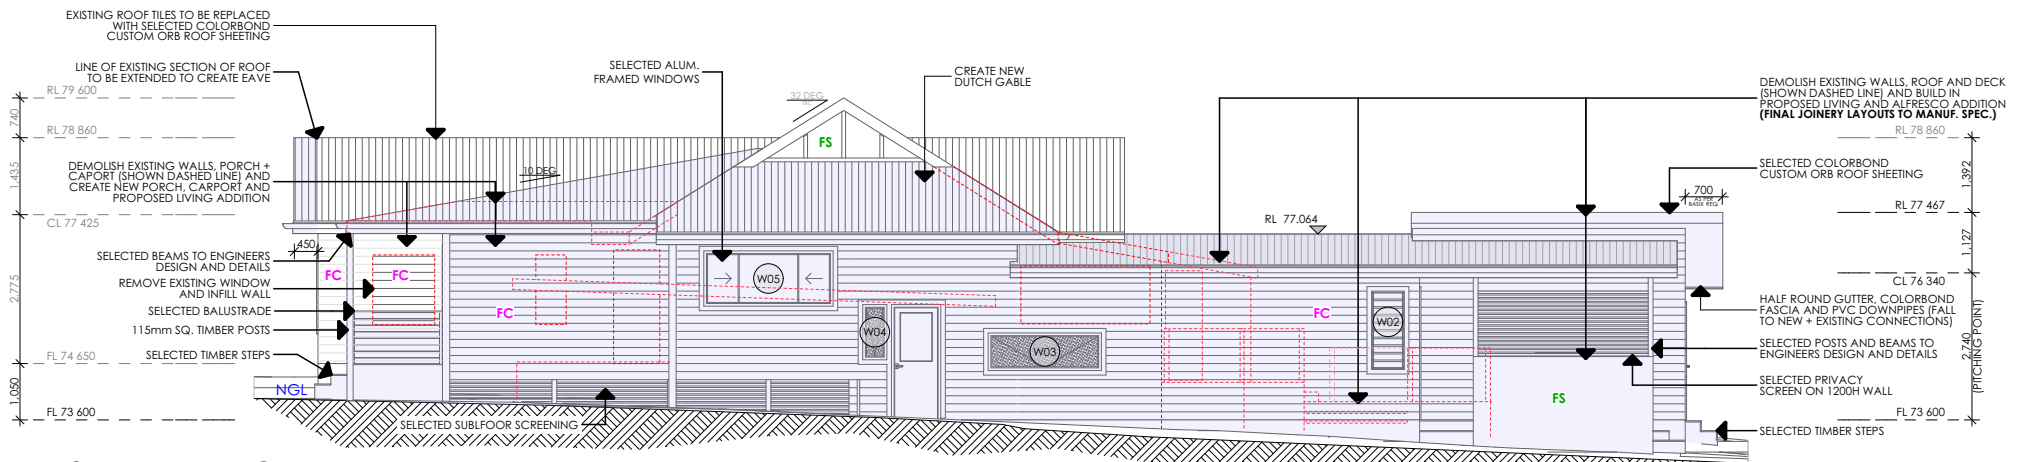 EXISTING ROOF TILES TO BE REPLACED
WITH SELECTED COLORBOND
CUSTOM ORB ROOF SHEETING
LINE OF EXISTING SECTION OF ROOF
TO BE EXTENDED TO CREATE EAVE
RL 79 600
740
RL 78 860
1,435
DEMOLISH EXISTING WALLS, PORCH +
CAPORT (SHOWN DASHED LINE) AND
CREATE NEW PORCH, CARPORT AND
PROPOSED LIVING ADDITION
CL 77 425
450
SELECTED BEAMS TO ENGINEERS
DESIGN AND DETAILS
2,775
REMOVE EXISTING WINDOW
AND INFILL WALL
SELECTED BALUSTRADE
115mm SQ. TIMBER POSTS
SELECTED TIMBER STEPS
FL 74 650
1,050
NGL
FL 73 600
SELECTED SUBLFOOR SCREENING
FC
FC
FC
10 DEG
SELECTED ALUM.
FRAMED WINDOWS
32 DEG
FS
CREATE NEW
DUTCH GABLE
W05
W04
W03
RL 77.064
FC
W02
FS
DEMOLISH EXISTING WALLS, ROOF AND DECK
(SHOWN DASHED LINE) AND BUILD IN
PROPOSED LIVING AND ALFRESCO ADDITION
(FINAL JOINERY LAYOUTS TO MANUF. SPEC.)
RL 78 860
SELECTED COLORBOND
CUSTOM ORB ROOF SHEETING
1,392
700
AS PER
BASIX REQ.
RL 77 467
1,127
CL 76 340
HALF ROUND GUTTER, COLORBOND
FASCIA AND PVC DOWNPIPES (FALL
TO NEW + EXISTING CONNECTIONS)
SELECTED POSTS AND BEAMS TO
ENGINEERS DESIGN AND DETAILS
2,740
(PITCHING POINT)
SELECTED PRIVACY
SCREEN ON 1200H WALL
FL 73 600
SELECTED TIMBER STEPS